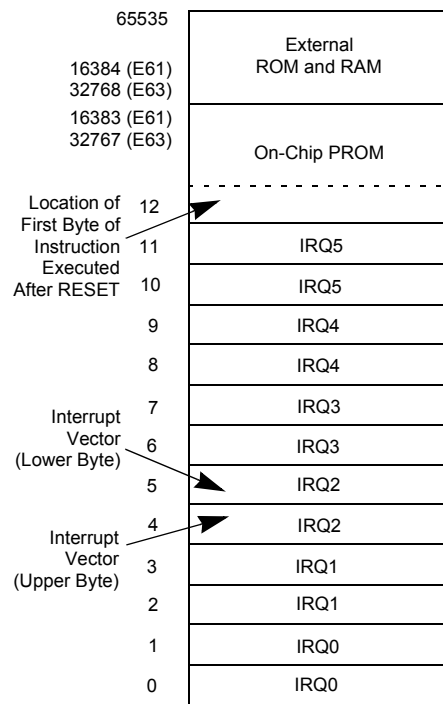 65535
External
ROM and RAM
16384 (E61)
32768 (E63)
16383 (E61)
32767 (E63)
On-Chip PROM
Location of
First Byte of
Instruction
Executed
After RESET
12
11 IRQ5
10 IRQ5
9 IRQ4
8 IRQ4
7 IRQ3
Interrupt
Vector
(Lower Byte)
6 IRQ3
5 IRQ2
4 IRQ2
Interrupt
Vector
(Upper Byte)
3 IRQ1
2 IRQ1
1 IRQ0
0 IRQ0